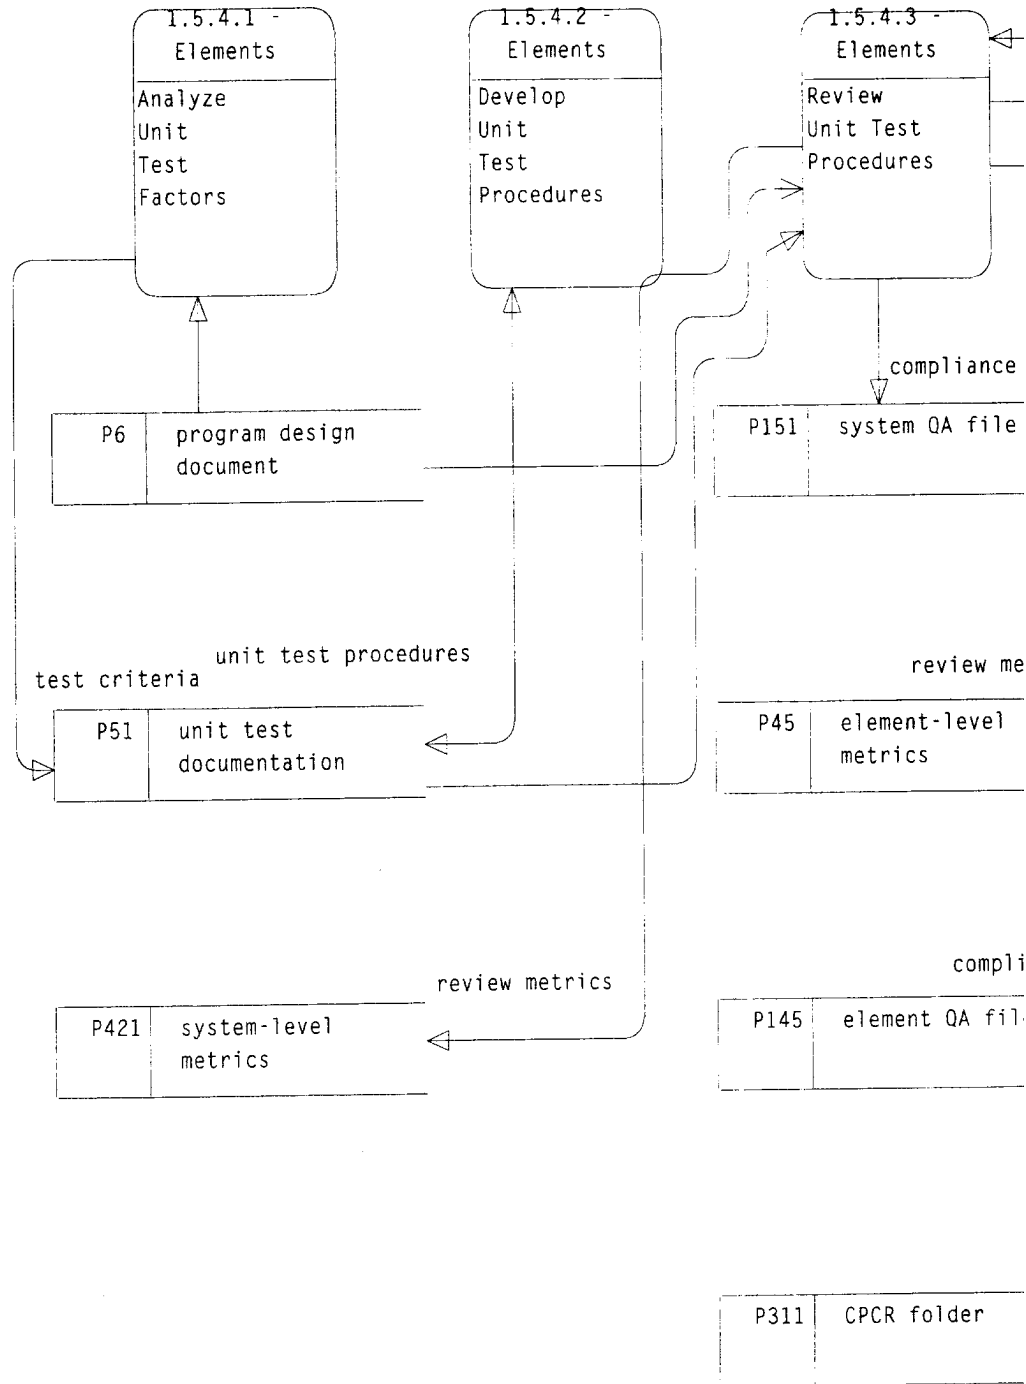 1.5.4.1 -
Elements
Analyze
Unit
Test
Factors
1.5.4.2 -
Elements
Develop
Unit
Test
Procedures
1.5.4.3 -
Elements
Review
Unit Test
Procedures
compliance
P6
program design
document
P151
system QA file
unit test procedures
test criteria
review me
P51
unit test
documentation
P45
element-level
metrics
review metrics
compli
P421
system-level
metrics
P145
element QA fil
P311
CPCR folder